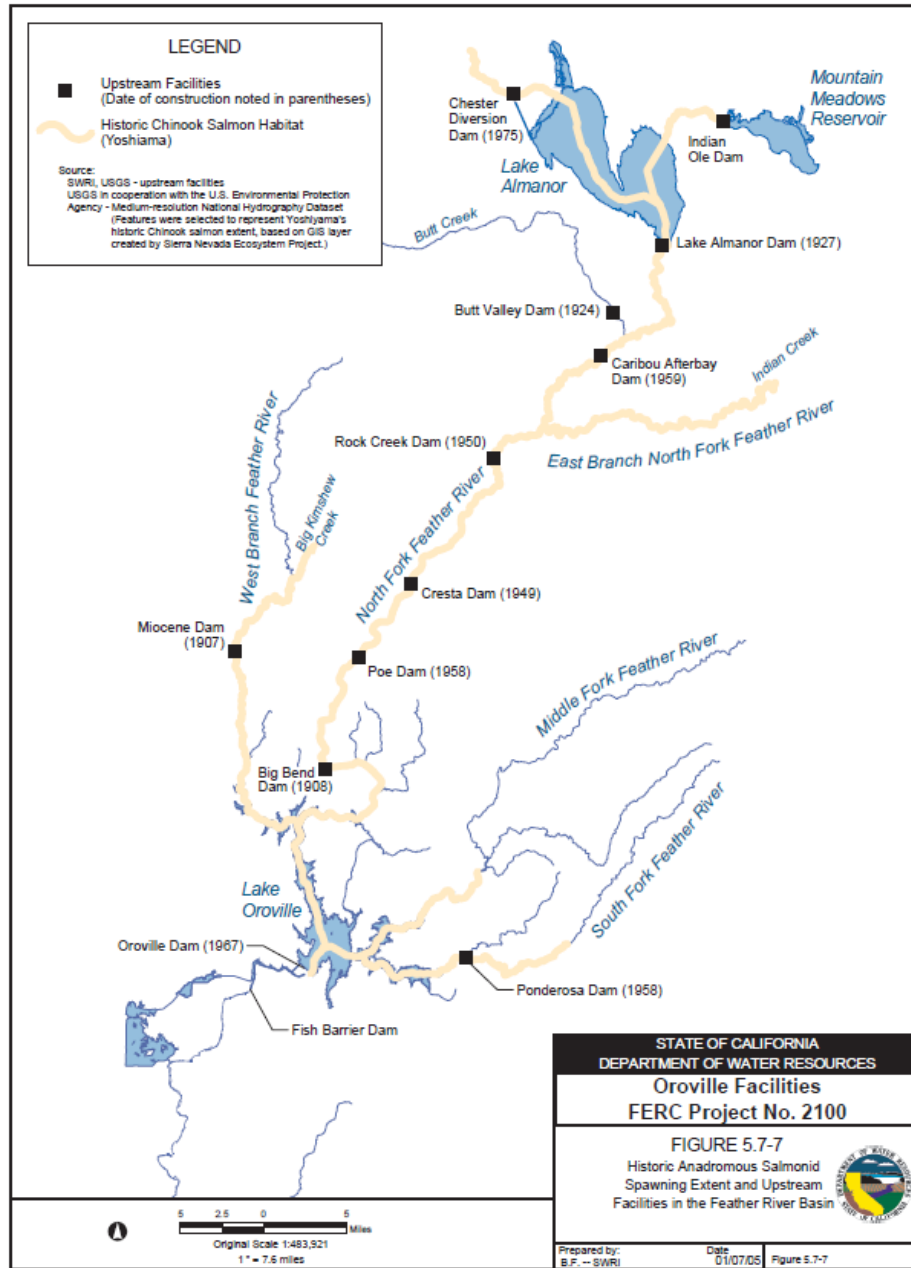 LEGEND
Upstream Facilities
(Date of construction noted in parentheses)
Historic Chinook Salmon Habitat
(Yoshiama)
Source:
SWRI, USGS - upstream facilities
USGS in cooperation with the U.S. Environmental Protection
Agency - Medium-resolution National Hydrography Dataset
(Features were selected to represent Yoshiyama's
historic Chinook salmon extent, based on GIS layer
created by Sierra Nevada Ecosystem Project.)
Chester
Diversion
Dam (1975)
Mountain
Meadows
Reservoir
Indian
Ole Dam
Lake
Almanor
Butt Creek
Lake Almanor Dam (1927)
Butt Valley Dam (1924)
Caribou Afterbay
Dam (1959)
Indian Creek
East Branch North Fork Feather River
Rock Creek Dam (1950)
West Branch Feather River
Big Kimshew
Creek
North Fork Feather River
Cresta Dam (1949)
Miocene Dam
(1907)
Poe Dam (1958)
Middle Fork Feather River
Big Bend
Dam (1908)
South Fork Feather River
Lake
Oroville
Oroville Dam (1967)
Ponderosa Dam (1958)
Fish Barrier Dam
STATE OF CALIFORNIA
DEPARTMENT OF WATER RESOURCES
Oroville Facilities
FERC Project No. 2100
FIGURE 5.7-7
Historic Anadromous Salmonid
Spawning Extent and Upstream
Facilities in the Feather River Basin
DEPARTMENT OF WATER RESOURCES
STATE OF CALIFORNIA
5 2.5 0 5
Miles
Original Scale 1:483,921
1 " = 7.6 miles
Prepared by:
B.F. -- SWRI
Date
01/07/05
Figure 5.7-7